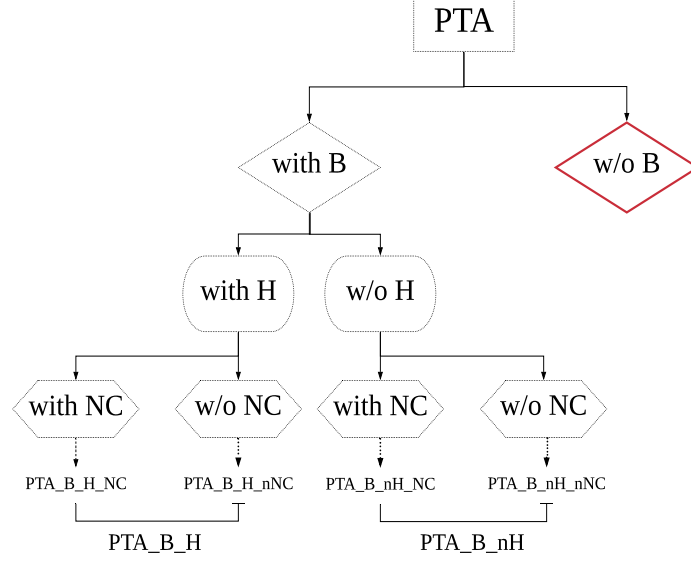 PTA
with B
w/o B
with H
w/o H
with NC
w/o NC
with NC
w/o NC
PTA_B_H_NC
PTA_B_H_nNC
PTA_B_nH_NC
PTA_B_nH_nNC
PTA_B_H
PTA_B_nH